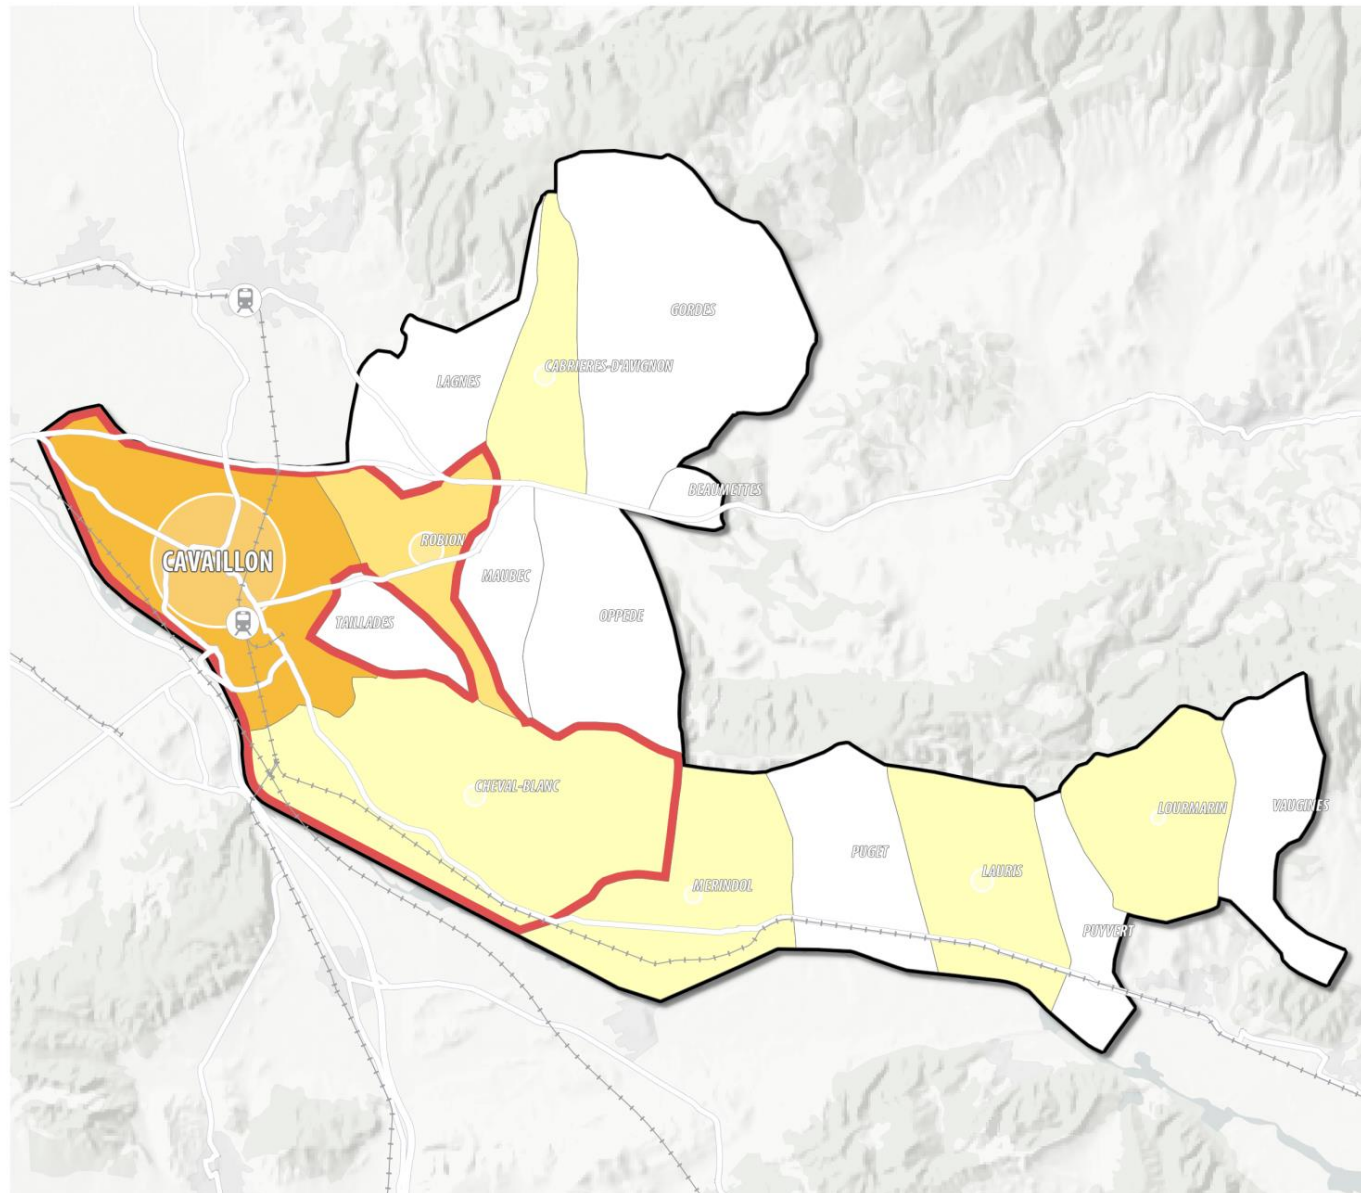 GORDES
CABRIERES-D'AVIGNON
LAGNES
BEAUMETTES
ROBION
CAVAILLON
MAUBEC
OPPEDE
TAILLADES
CHEVAL-BLANC
LOURMARIN
VAUGINES
PUGET
LAURIS
MERINDOL
PUYVERT